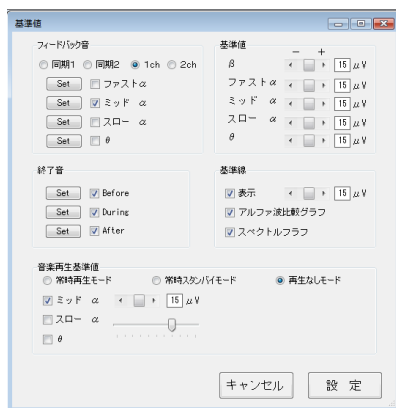 基準値
フィードバック音
同期1 同期2 1ch 2ch
Set ファストα
Set ミッド α
Set スロー α
Set θ
基準値
− +
β 15 μV
ファストα 15 μV
ミッド α 15 μV
スロー α 15 μV
θ 15 μV
終了音
Set Before
Set During
Set After
基準線
表示 15 μV
アルファ波比較グラフ
スペクトルフラフ
音楽再生基準値
常時再生モード 常時スタンバイモード 再生なしモード
ミッド α 15 μV
スロー α
θ
キャンセル 設 定